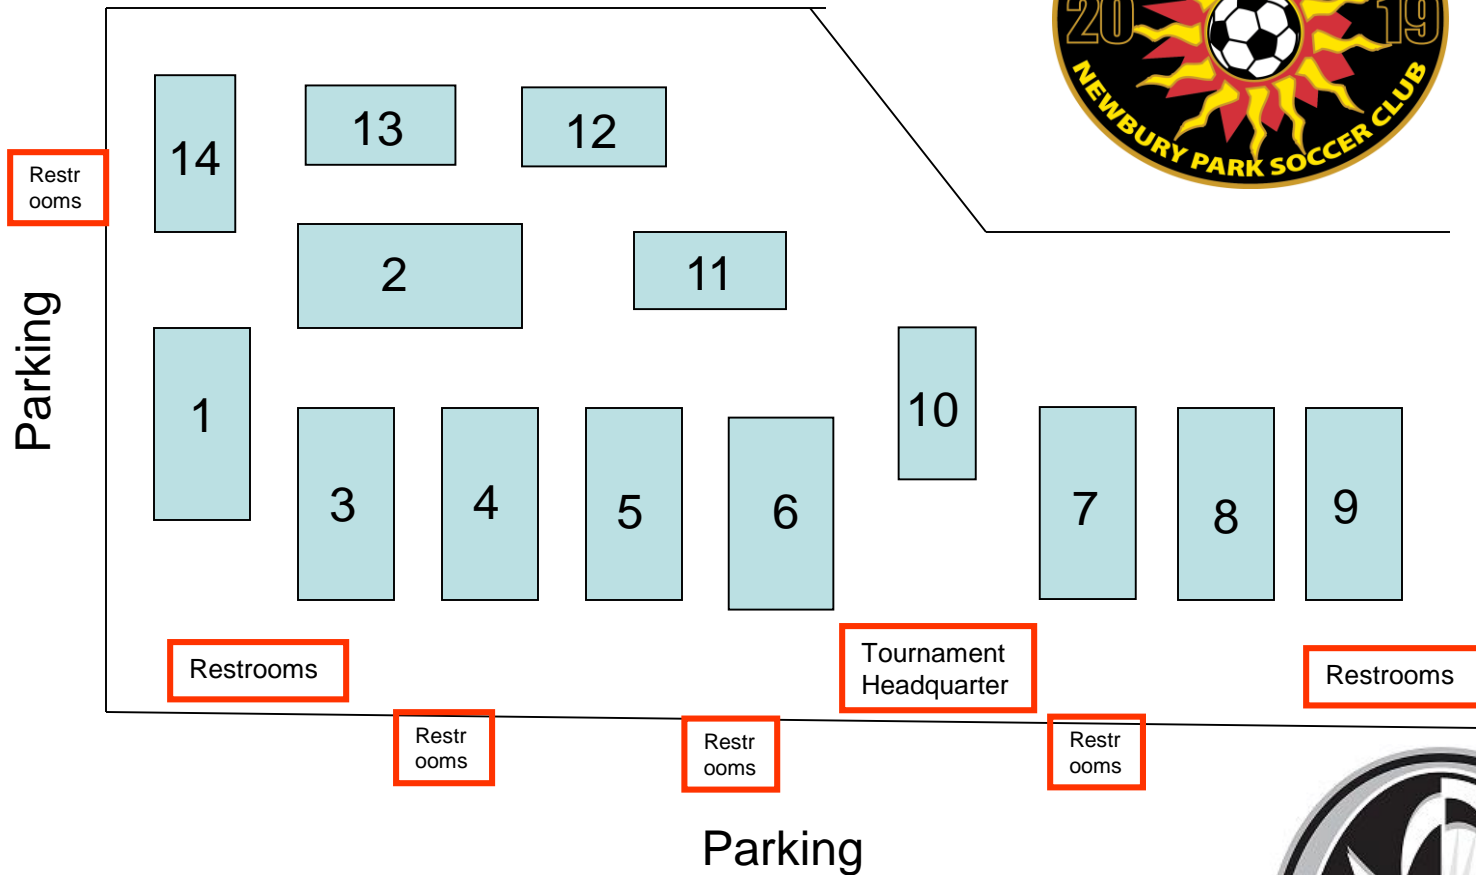 20 19
NEWBURY PARK SOCCER CLUB
14
13
12
Restr
ooms
2
11
Parking
1
10
3
4
5
6
7
8
9
Restrooms
Tournament
Headquarter
Restrooms
Restr
ooms
Restr
ooms
Restr
ooms
Parking